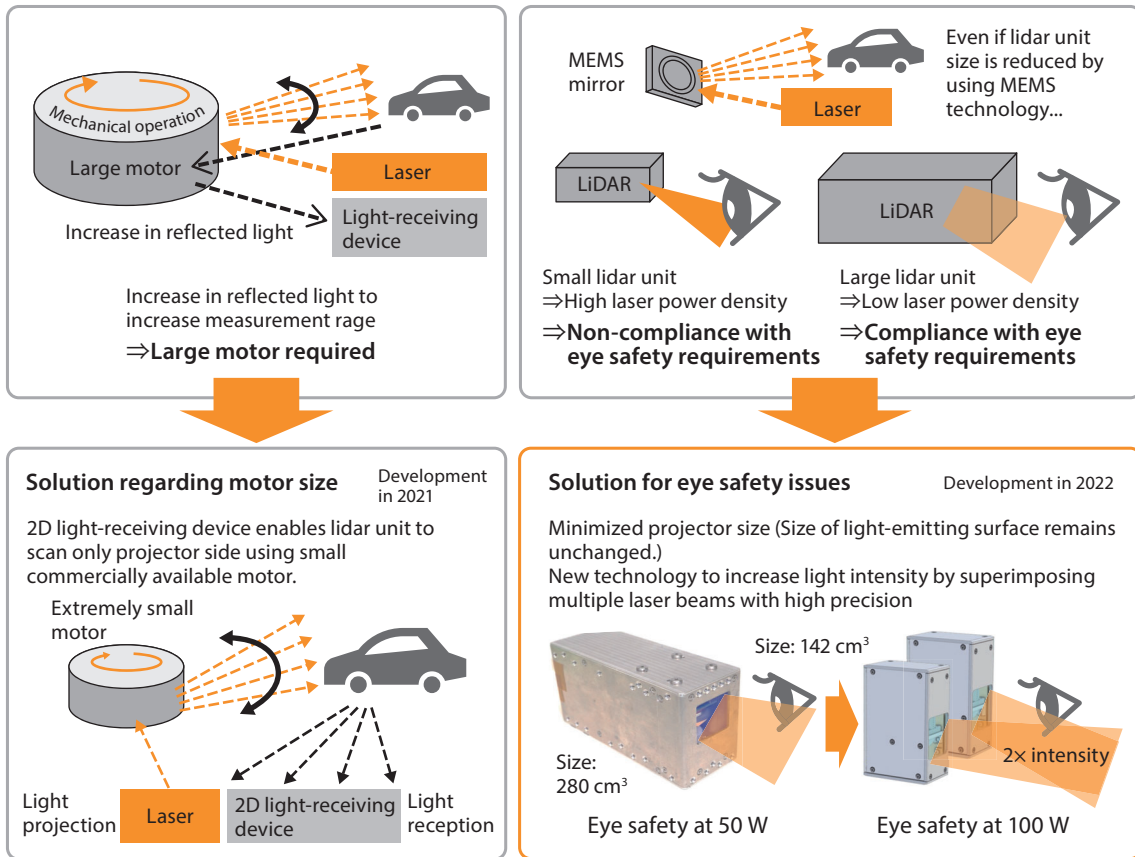 Mechanical operation
Large motor
Laser
Light-receiving
device
Increase in reflected light
Increase in reflected light to
increase measurement rage
⇒Large motor required
MEMS
mirror
Laser
Even if lidar unit
size is reduced by
using MEMS
technology...
LiDAR
LiDAR
Small lidar unit
⇒High laser power density
⇒Non-compliance with
eye safety requirements
Large lidar unit
⇒Low laser power density
⇒Compliance with eye
safety requirements
Solution regarding motor size
Development
in 2021
2D light-receiving device enables lidar unit to
scan only projector side using small
commercially available motor.
Extremely small
motor
Light
projection
Laser
2D light-receiving
device
Light
reception
Solution for eye safety issues
Development in 2022
Minimized projector size (Size of light-emitting surface remains
unchanged.)
New technology to increase light intensity by superimposing
multiple laser beams with high precision
Size: 142 cm³
Size:
280 cm³
2× intensity
Eye safety at 50 W
Eye safety at 100 W